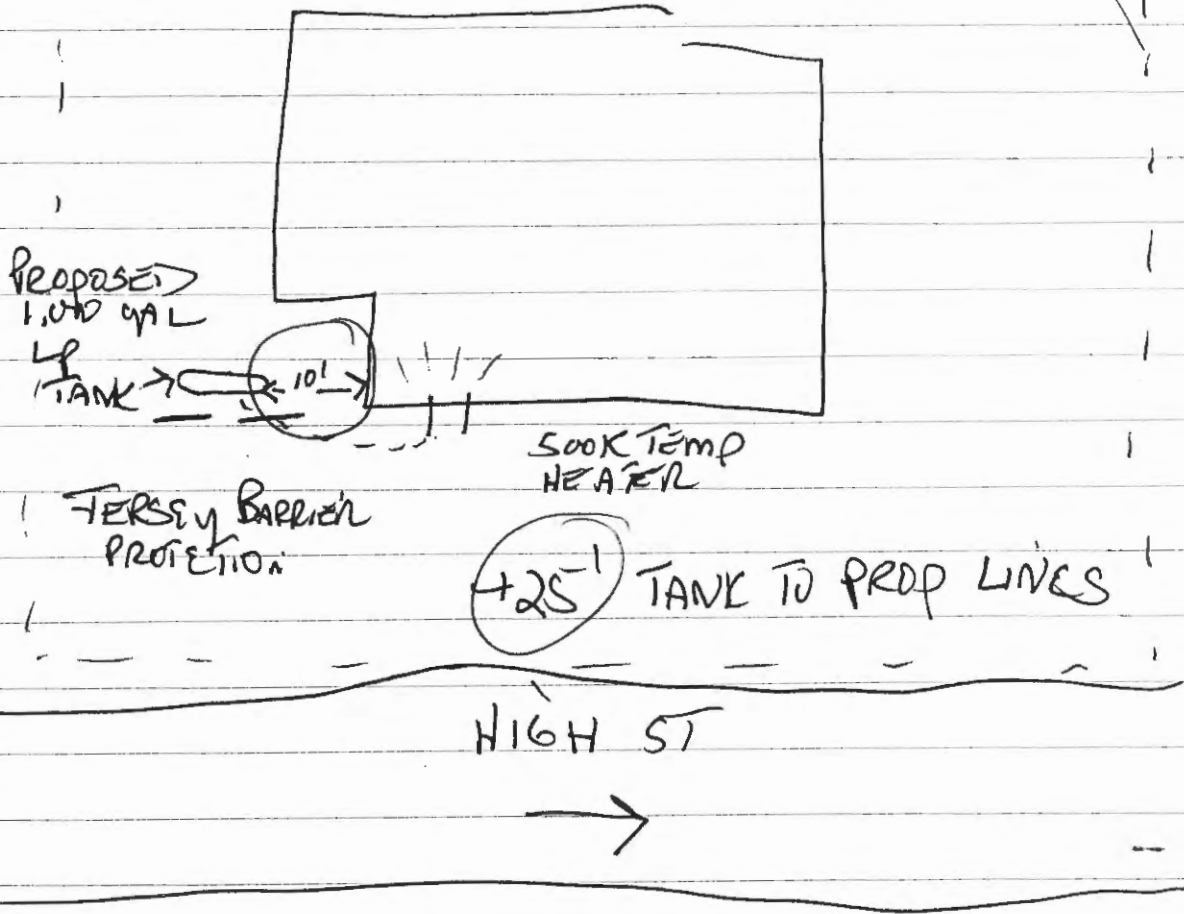 PROPOSED
1,000 GAL
LP
TANK
10'
500K TEMP
HEATER
JERSEY BARRIER
PROTETION
+25' TANK TO PROP LINES
HIGH ST